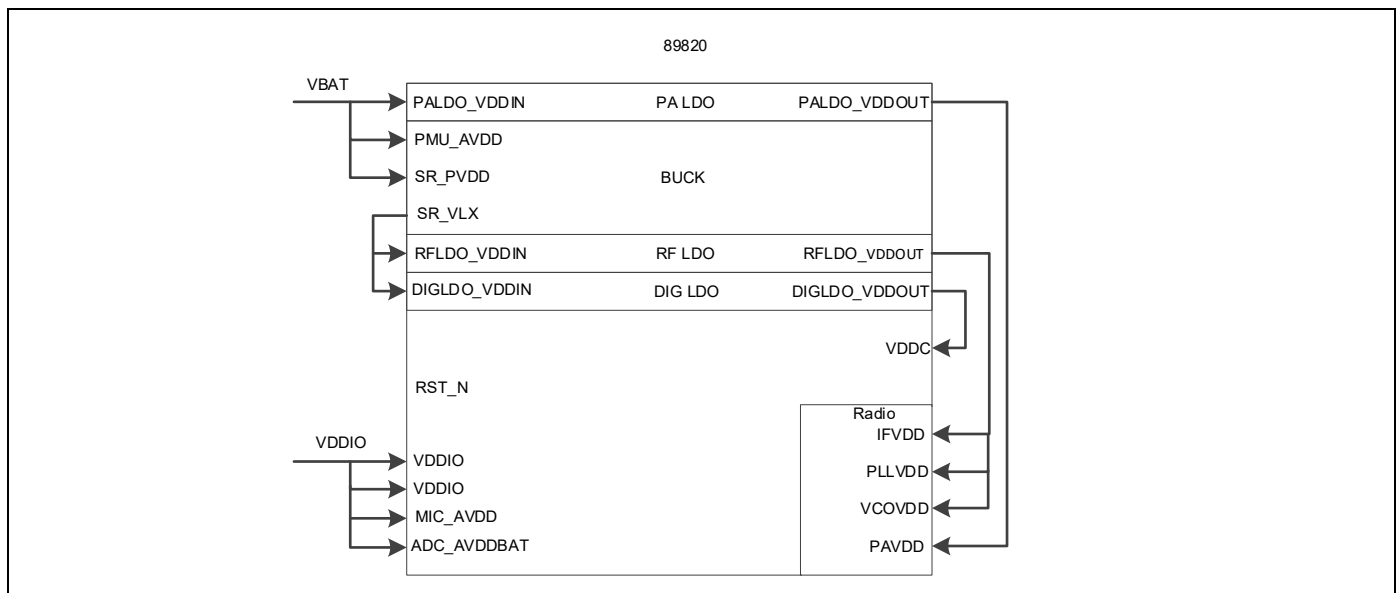 89820
VBAT
PALDO_VDDIN PA LDO PALDO_VDDOUT
PMU_AVDD
SR_PVDD BUCK
SR_VLX
RFLDO_VDDIN RF LDO RFLDO_VDDOUT
DIGLDO_VDDIN DIG LDO DIGLDO_VDDOUT
VDDC
RST_N
Radio
IFVDD
VDDIO
VDDIO
PLLVDD
VDDIO
VCOVDD
MIC_AVDD
ADC_AVDDBAT PAVDD